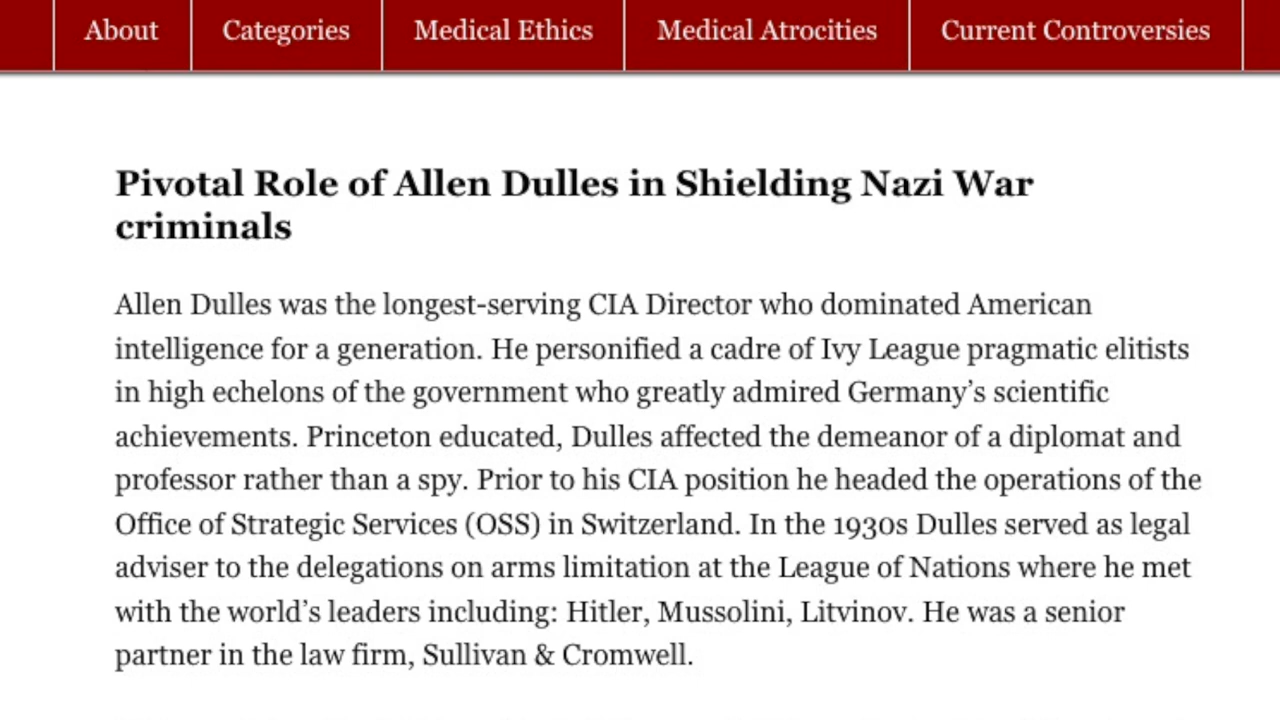 About Categories Medical Ethics Medical Atrocities Current Controversies
Pivotal Role of Allen Dulles in Shielding Nazi War
criminals
Allen Dulles was the longest-serving CIA Director who dominated American
intelligence for a generation. He personified a cadre of Ivy League pragmatic elitists
in high echelons of the government who greatly admired Germany’s scientific
achievements. Princeton educated, Dulles affected the demeanor of a diplomat and
professor rather than a spy. Prior to his CIA position he headed the operations of the
Office of Strategic Services (OSS) in Switzerland. In the 1930s Dulles served as legal
adviser to the delegations on arms limitation at the League of Nations where he met
with the world’s leaders including: Hitler, Mussolini, Litvinov. He was a senior
partner in the law firm, Sullivan & Cromwell.